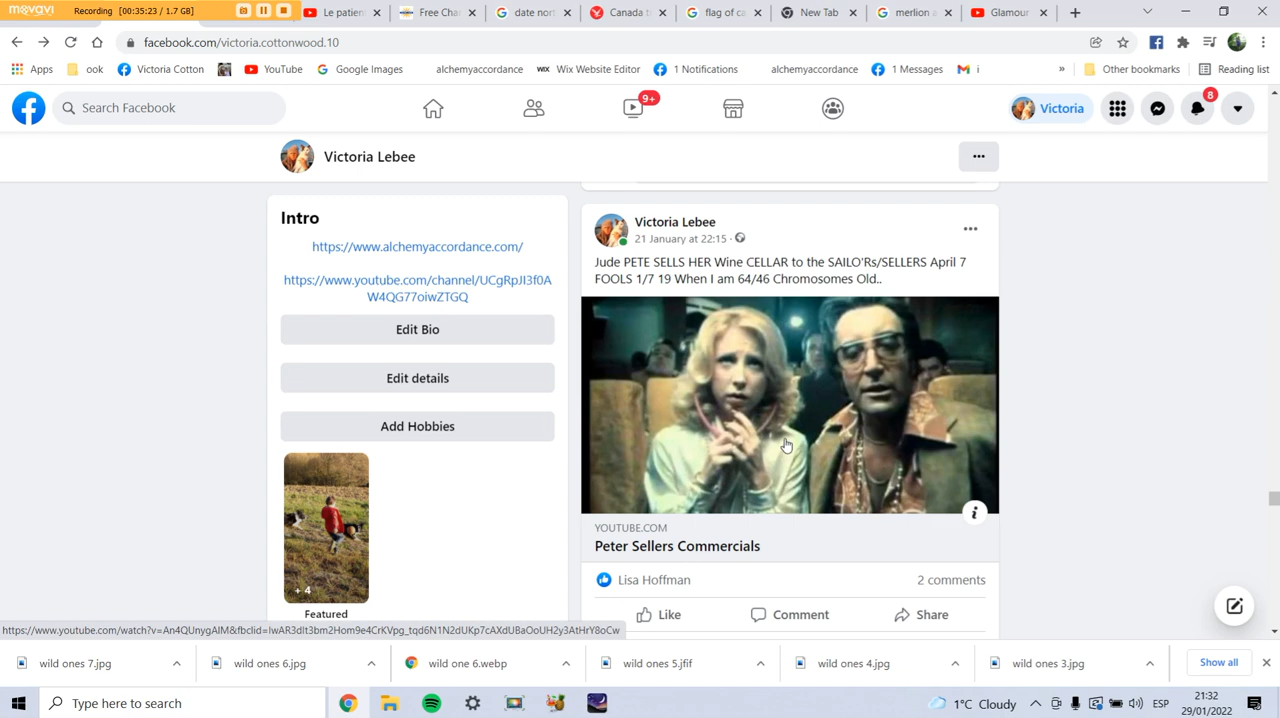 movavi
Recording 00:35:23 / 1.7 GB
Le patien
Free Cha
date nort
Canada t
flag of ca
New Tab
merlion a
Glamour
facebook.com/victoria.cottonwood.10
Apps
ook
Victoria Cotton
YouTube
Google Images
alchemyaccordance
WiX Wix Website Editor
1 Notifications
alchemyaccordance
1 Messages
i
»
Other bookmarks
Reading list
Search Facebook
9+
Victoria
8
Victoria Lebee
Intro
https://www.alchemyaccordance.com/
https://www.youtube.com/channel/UCgRpJI3f0A
W4QG77oiwZTGQ
Edit Bio
Edit details
Add Hobbies
+ 4
Featured
Victoria Lebee
21 January at 22:15 ·
Jude PETE SELLS HER Wine CELLAR to the SAILO'Rs/SELLERS April 7
FOOLS 1/7 19 When I am 64/46 Chromosomes Old..
YOUTUBE.COM
Peter Sellers Commercials
Lisa Hoffman
2 comments
Like
Comment
Share
https://www.youtube.com/watch?v=An4QUnygAlM&fbclid=IwAR3dlt3bm2Hom9e4CrKVpg_tqd6N1N2dUKp7cAXdUBaOoUH2y3AtHrY8oCw
wild ones 7.jpg
wild ones 6.jpg
wild one 6.webp
wild ones 5.jfif
wild ones 4.jpg
wild ones 3.jpg
Show all
Type here to search
1°C Cloudy
ESP
21:32
29/01/2022